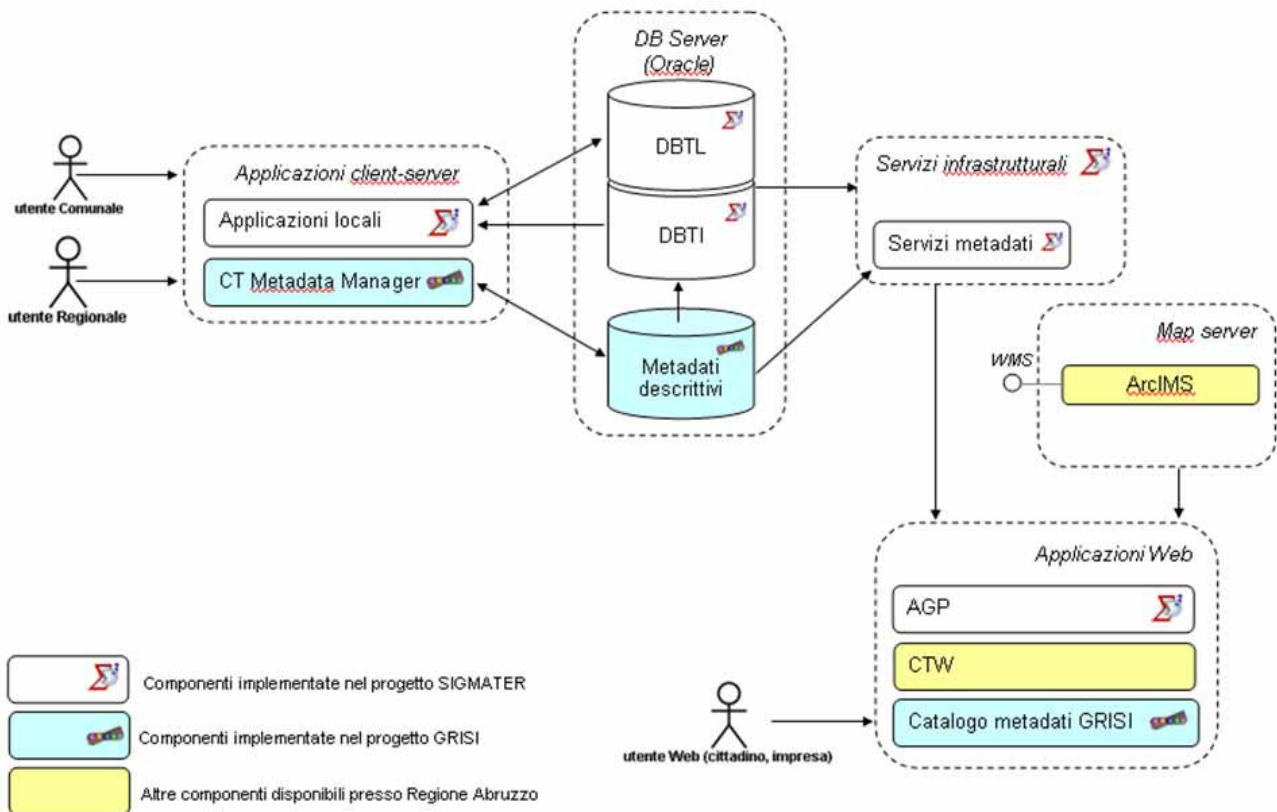 DB Server
(Oracle)
DBTL
DBTI
Metadati
descrittivi
utente Comunale
utente Regionale
Applicazioni client-server
Applicazioni locali
CT Metadata Manager
Servizi infrastrutturali
Servizi metadati
Map server
WMS
ArcIMS
Applicazioni Web
AGP
CTW
Catalogo metadati GRISI
utente Web (cittadino, impresa)
Componenti implementate nel progetto SIGMATER
Componenti implementate nel progetto GRISI
Altre componenti disponibili presso Regione Abruzzo